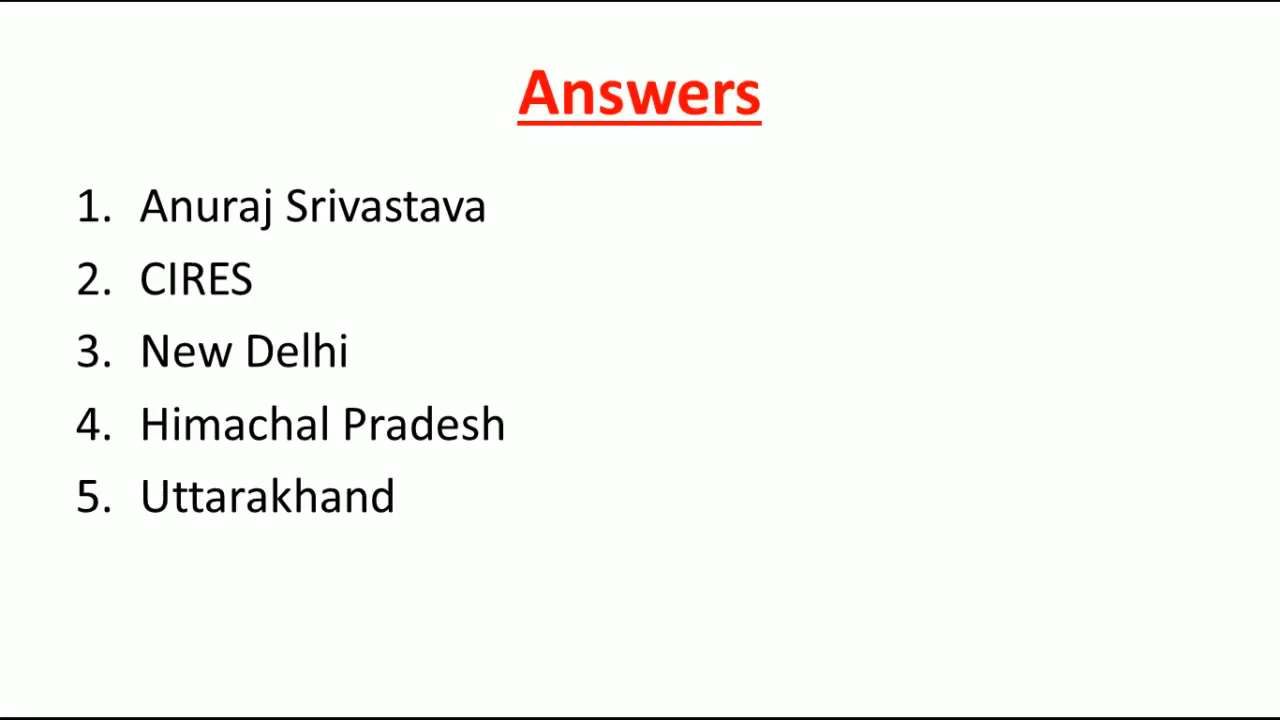 Answers
1. Anuraj Srivastava
2. CIRES
3. New Delhi
4. Himachal Pradesh
5. Uttarakhand